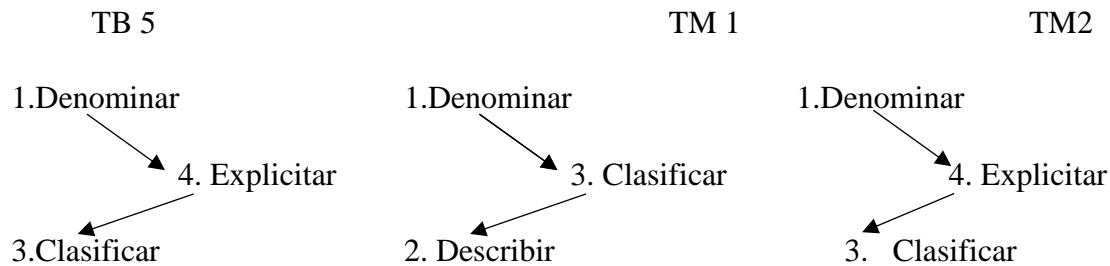 TB 5 TM 1 TM2
1.Denominar 1.Denominar 1.Denominar
4. Explicitar 3. Clasificar 4. Explicitar
3.Clasificar 2. Describir 3. Clasificar